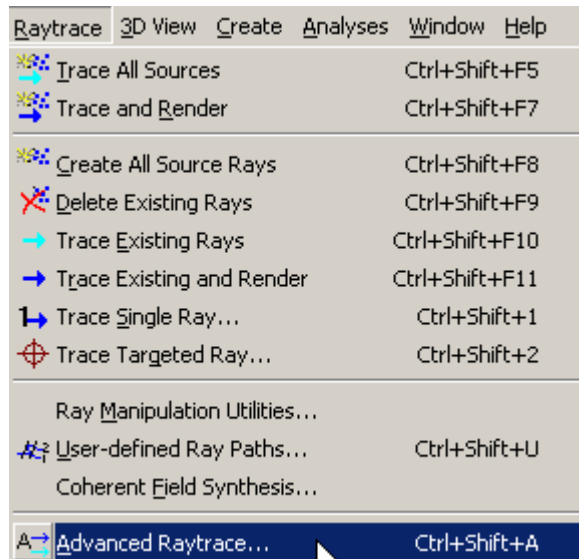 Raytrace 3D View Create Analyses Window Help
Trace All Sources Ctrl+Shift+F5
Trace and Render Ctrl+Shift+F7
Create All Source Rays Ctrl+Shift+F8
Delete Existing Rays Ctrl+Shift+F9
Trace Existing Rays Ctrl+Shift+F10
Trace Existing and Render Ctrl+Shift+F11
Trace Single Ray... Ctrl+Shift+1
Trace Targeted Ray... Ctrl+Shift+2
Ray Manipulation Utilities...
User-defined Ray Paths... Ctrl+Shift+U
Coherent Field Synthesis...
Advanced Raytrace... Ctrl+Shift+A